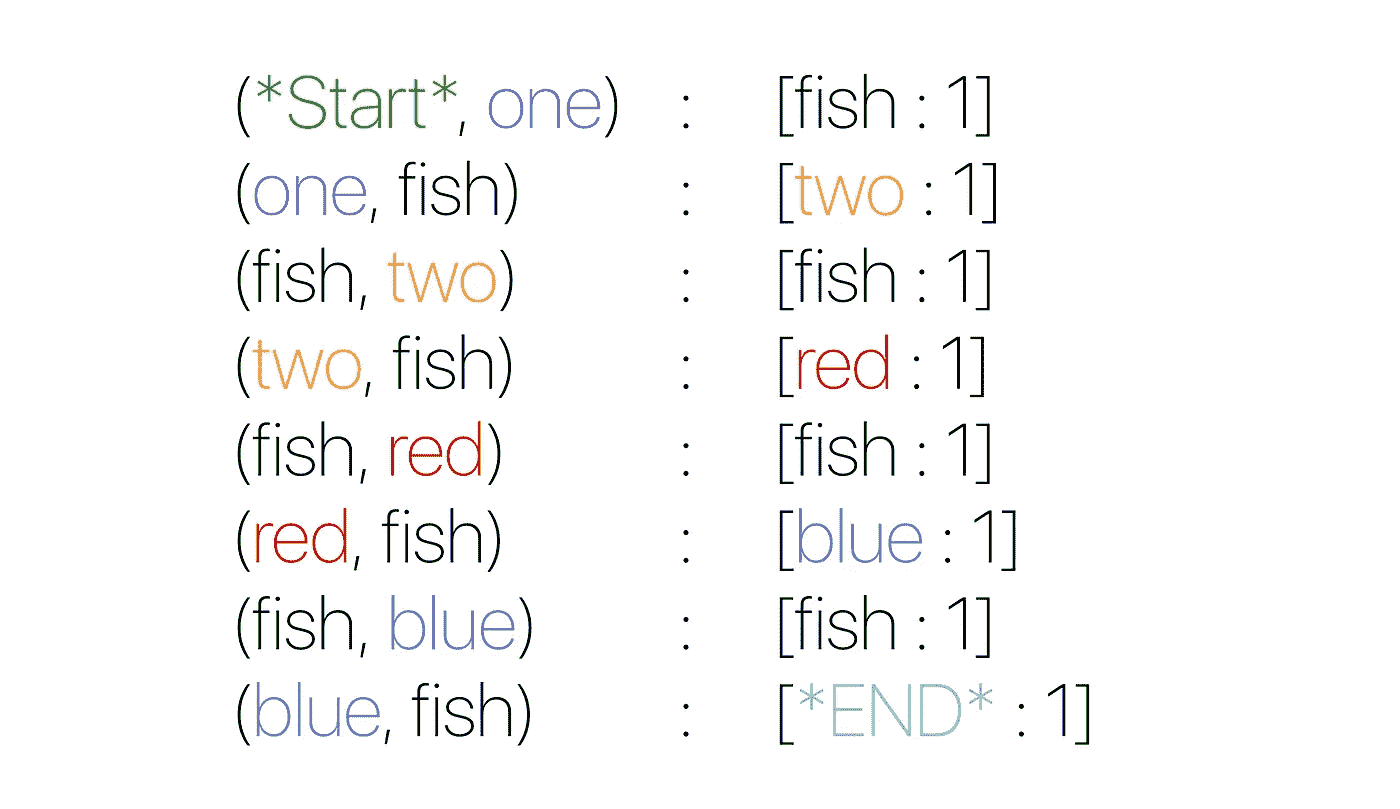 (*Start*, one) : [fish : 1]
(one, fish) : [two : 1]
(fish, two) : [fish : 1]
(two, fish) : [red : 1]
(fish, red) : [fish : 1]
(red, fish) : [blue : 1]
(fish, blue) : [fish : 1]
(blue, fish) : [*END* : 1]